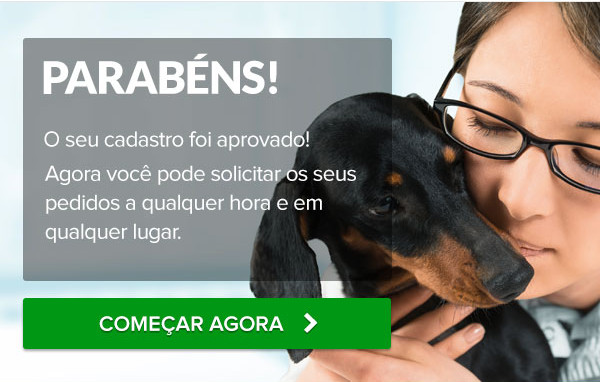 PARABÉNS!
O seu cadastro foi aprovado!
Agora você pode solicitar os seus
pedidos a qualquer hora e em
qualquer lugar.
COMEÇAR AGORA